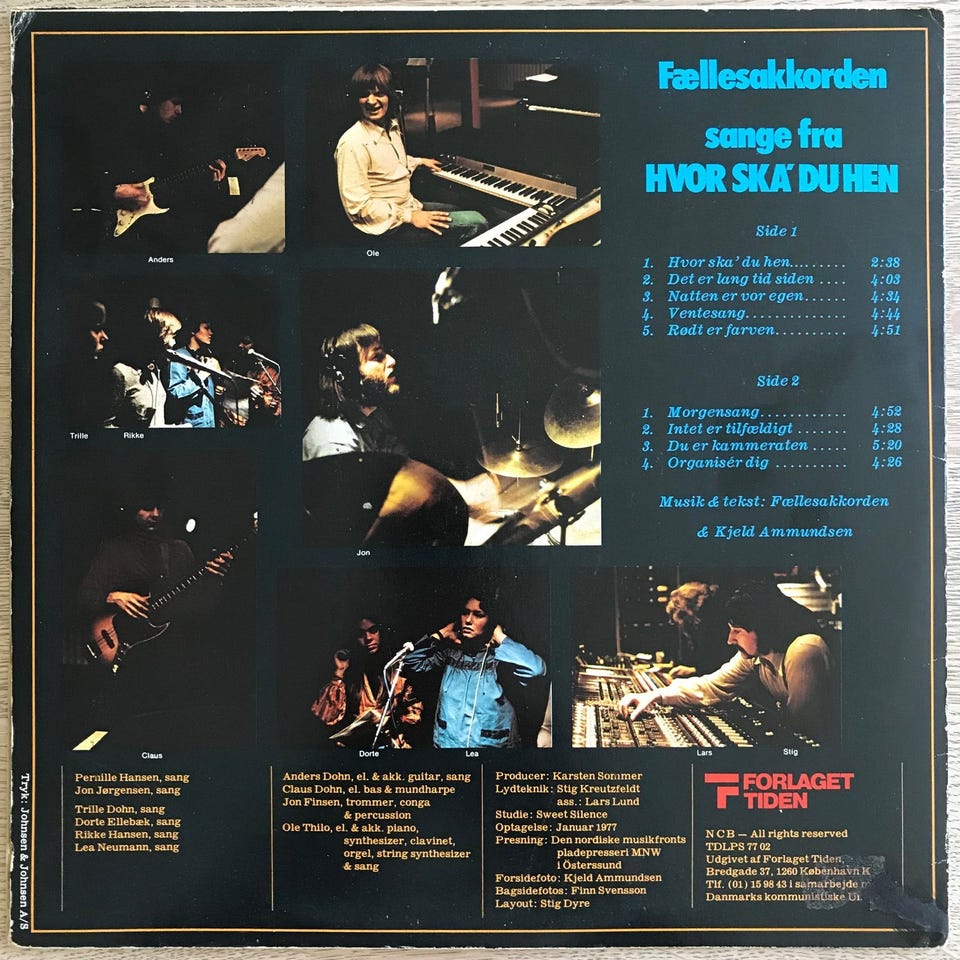 Fællesakkorden
sange fra
HVOR SKA' DU HEN
Side 1
1. Hvor ska' du hen........ 2:38
2. Det er lang tid siden .... 4:03
3. Natten er vor egen...... 4:34
4. Ventesang.............. 4:44
5. Rødt er farven.......... 4:51
Side 2
1. Morgensang............ 4:52
2. Intet er tilfældigt ....... 4:28
3. Du er kammeraten ..... 5:20
4. Organisér dig .......... 4:26
Musik & tekst: Fællesakkorden
& Kjeld Ammundsen
Anders
Ole
Trille Rikke
Jon
Claus
Dorte Lea
Lars Stig
Pernille Hansen, sang
Jon Jørgensen, sang
Trille Dohn, sang
Dorte Ellebæk, sang
Rikke Hansen, sang
Lea Neumann, sang
Anders Dohn, el. & akk. guitar, sang
Claus Dohn, el. bas & mundharpe
Jon Finsen, trommer, conga
& percussion
Ole Thilo, el. & akk. piano,
synthesizer, clavinet,
orgel, string synthesizer
& sang
Producer: Karsten Sommer
Lydteknik: Stig Kreutzfeldt
ass.: Lars Lund
Studie: Sweet Silence
Optagelse: Januar 1977
Presning: Den nordiske musikfronts
pladepresseri MNW
i Österssund
Forsidefoto: Kjeld Ammundsen
Bagsidefotos: Finn Svensson
Layout: Stig Dyre
FORLAGET
TIDEN
NCB — All rights reserved
TDLPS 77 02
Udgivet af Forlaget Tiden,
Bredgade 37, 1260 København K
Tlf. (01) 15 98 43 i samarbejde
Danmarks kommunistiske
Tryk: Johnsen & Johnsen A/S